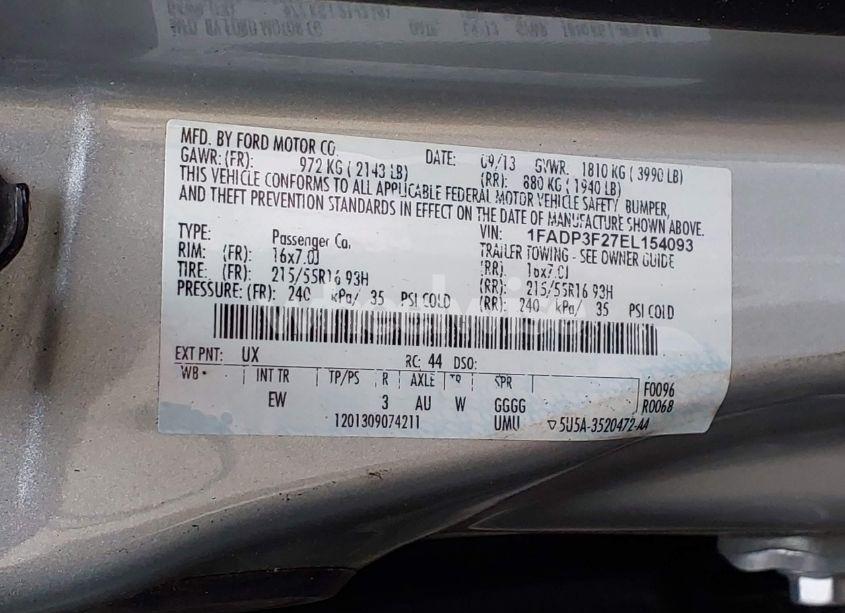 MFD. BY FORD MOTOR CO.
DATE: 09/13 GVWR: 1810 KG ( 3990 LB)
GAWR: (FR): 972 KG ( 2143 LB) (RR): 880 KG ( 1940 LB)
THIS VEHICLE CONFORMS TO ALL APPLICABLE FEDERAL MOTOR VEHICLE SAFETY, BUMPER,
AND THEFT PREVENTION STANDARDS IN EFFECT ON THE DATE OF MANUFACTURE SHOWN ABOVE.
VIN: 1FADP3F27EL154093
TYPE: Passenger Ca. TRAILER TOWING - SEE OWNER GUIDE
RIM: (FR): 16x7.0J (RR): 16x7.0J
TIRE: (FR): 215/55R16 93H (RR): 215/55R16 93H
PRESSURE: (FR): 240 kPa/ 35 PSI COLD (RR): 240 kPa/ 35 PSI COLD
EXT PNT: UX RC: 44 DSO:
WB INT TR TP/PS R AXLE TR SPR F0096
EW 3 AU W GGGG R0068
1201309074211 UMU ▽5U5A-3520472-AA